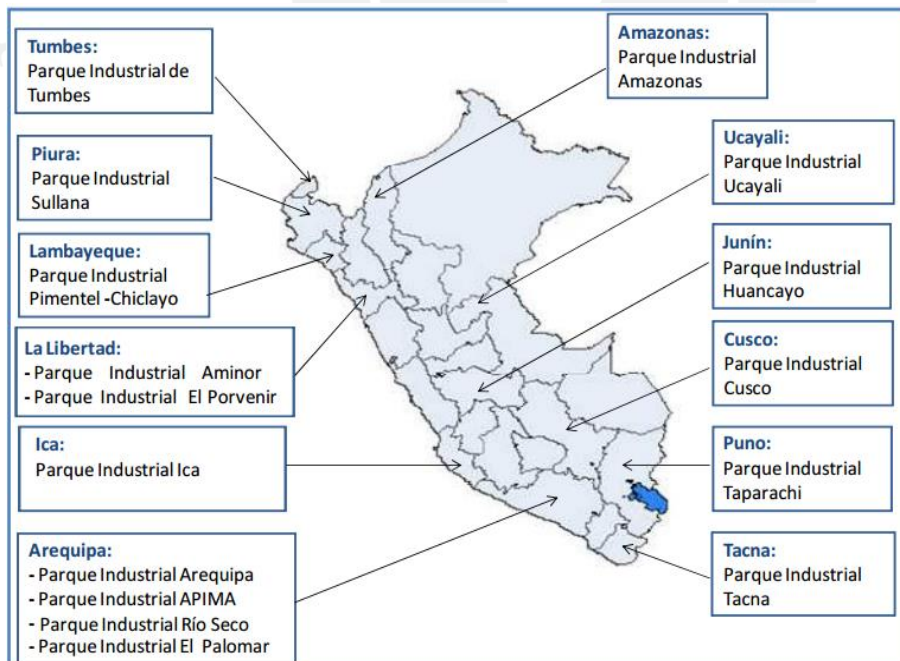 Tumbes:
Parque Industrial de
Tumbes
Piura:
Parque Industrial
Sullana
Lambayeque:
Parque Industrial
Pimentel -Chiclayo
La Libertad:
- Parque Industrial Aminor
- Parque Industrial El Porvenir
Ica:
Parque Industrial Ica
Arequipa:
- Parque Industrial Arequipa
- Parque Industrial APIMA
- Parque Industrial Río Seco
- Parque Industrial El Palomar
Amazonas:
Parque Industrial
Amazonas
Ucayali:
Parque Industrial
Ucayali
Junín:
Parque Industrial
Huancayo
Cusco:
Parque Industrial
Cusco
Puno:
Parque Industrial
Taparachi
Tacna:
Parque Industrial
Tacna